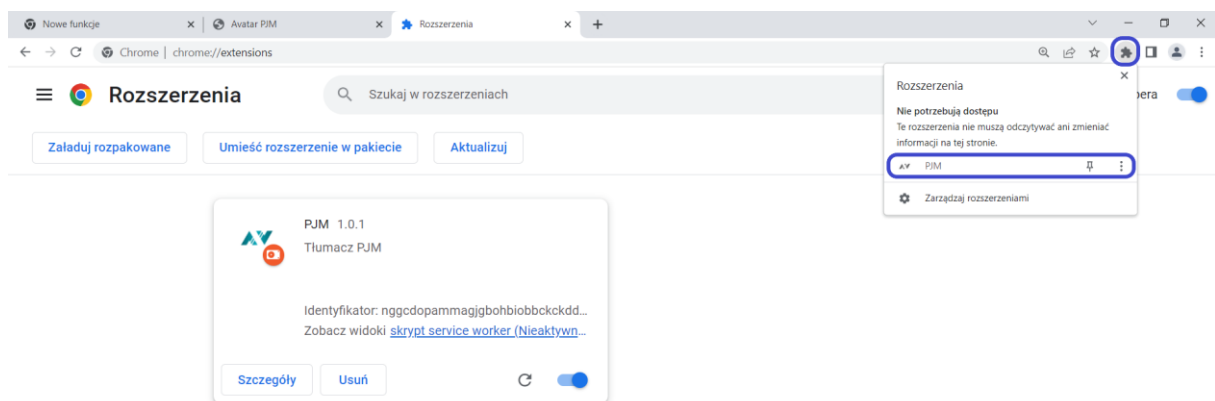 Nowe funkcje
Avatar PJM
Rozszerzenia
Chrome | chrome://extensions
Rozszerzenia
Szukaj w rozszerzeniach
pera
Załaduj rozpakowane
Umieść rozszerzenie w pakiecie
Aktualizuj
Rozszerzenia
Nie potrzebują dostępu
Te rozszerzenia nie muszą odczytywać ani zmieniać
informacji na tej stronie.
PJM
Zarządzaj rozszerzeniami
PJM 1.0.1
Tłumacz PJM
Identyfikator: nggcdopammagjgbohbiobbckckdd...
Zobacz widoki skrypt service worker (Nieaktywn...
Szczegóły
Usuń